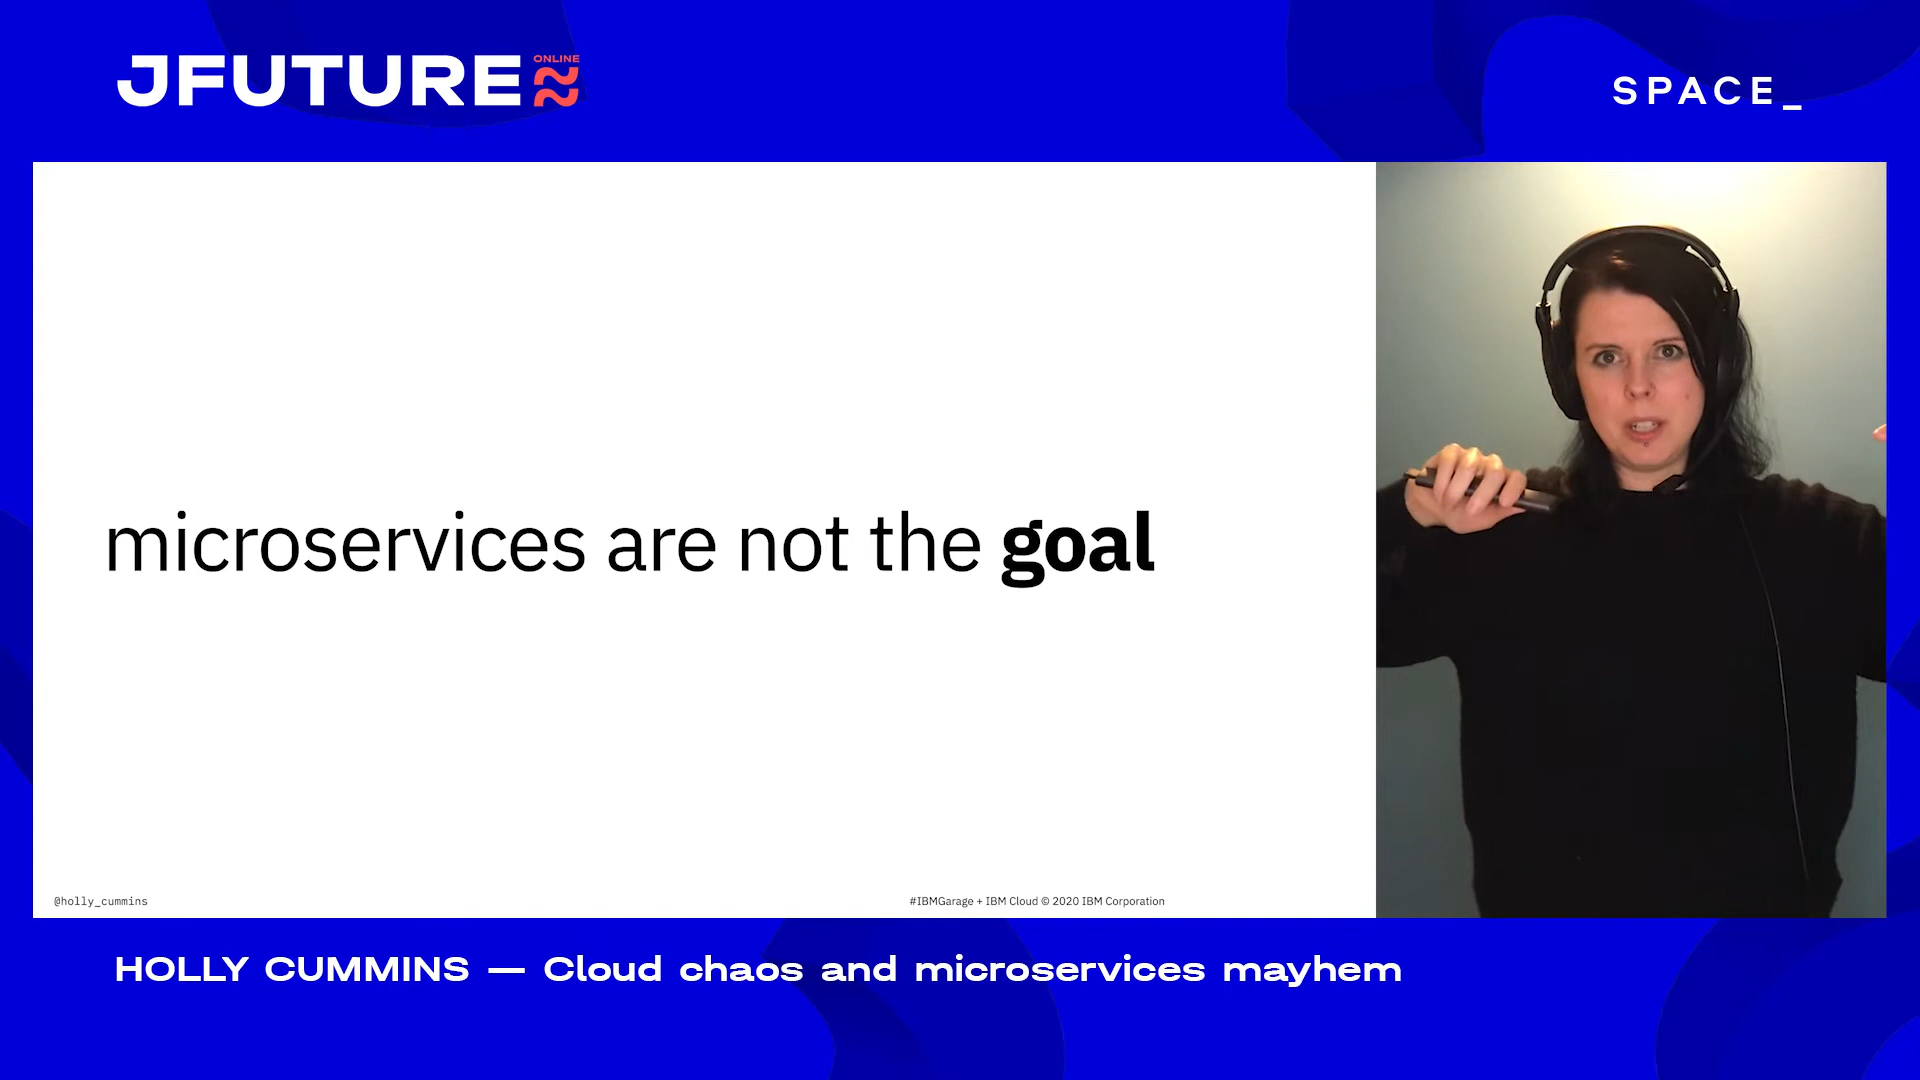 JFUTURE ONLINE
SPACE_
microservices are not the goal
@holly_cummins
#IBMGarage + IBM Cloud © 2020 IBM Corporation
HOLLY CUMMINS — Cloud chaos and microservices mayhem